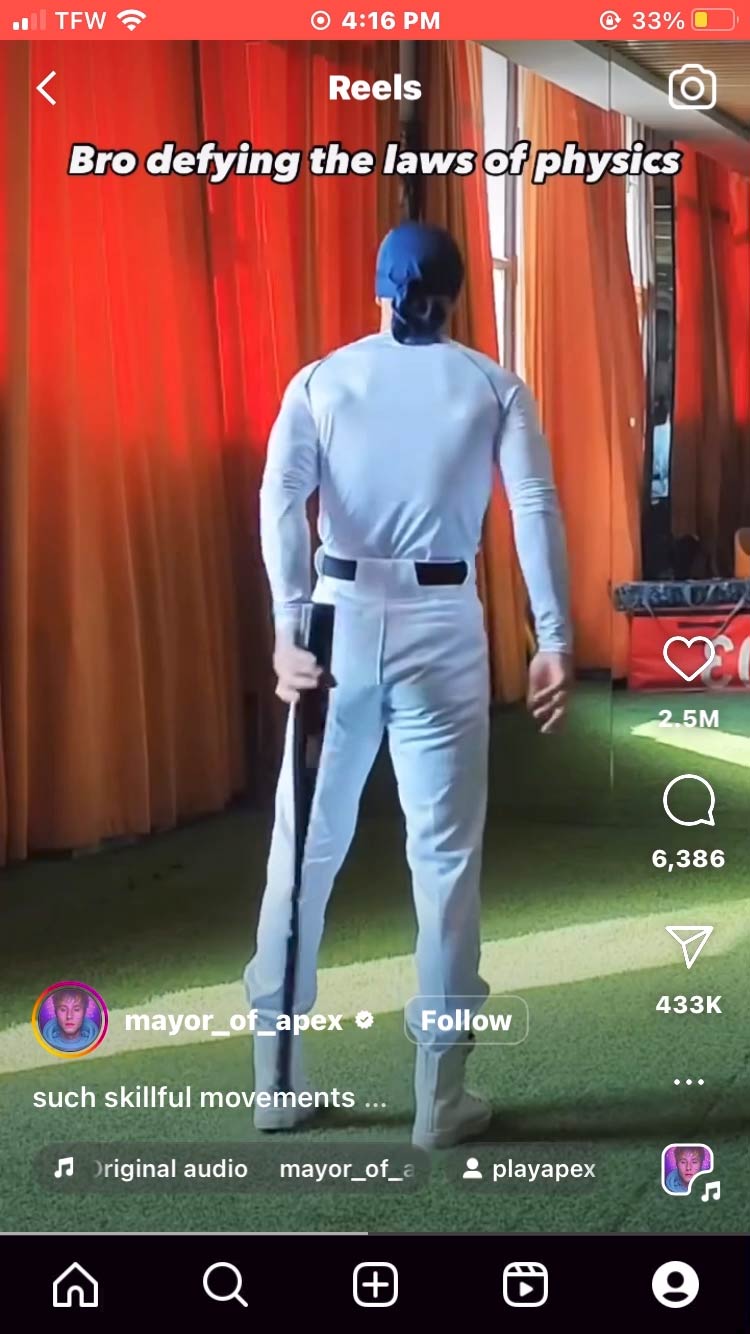 TFW 4:16 PM 33%
Reels
Bro defying the laws of physics
2.5M
6,386
433K
mayor_of_apex Follow
such skillful movements ...
riginal audio mayor_of_a playapex